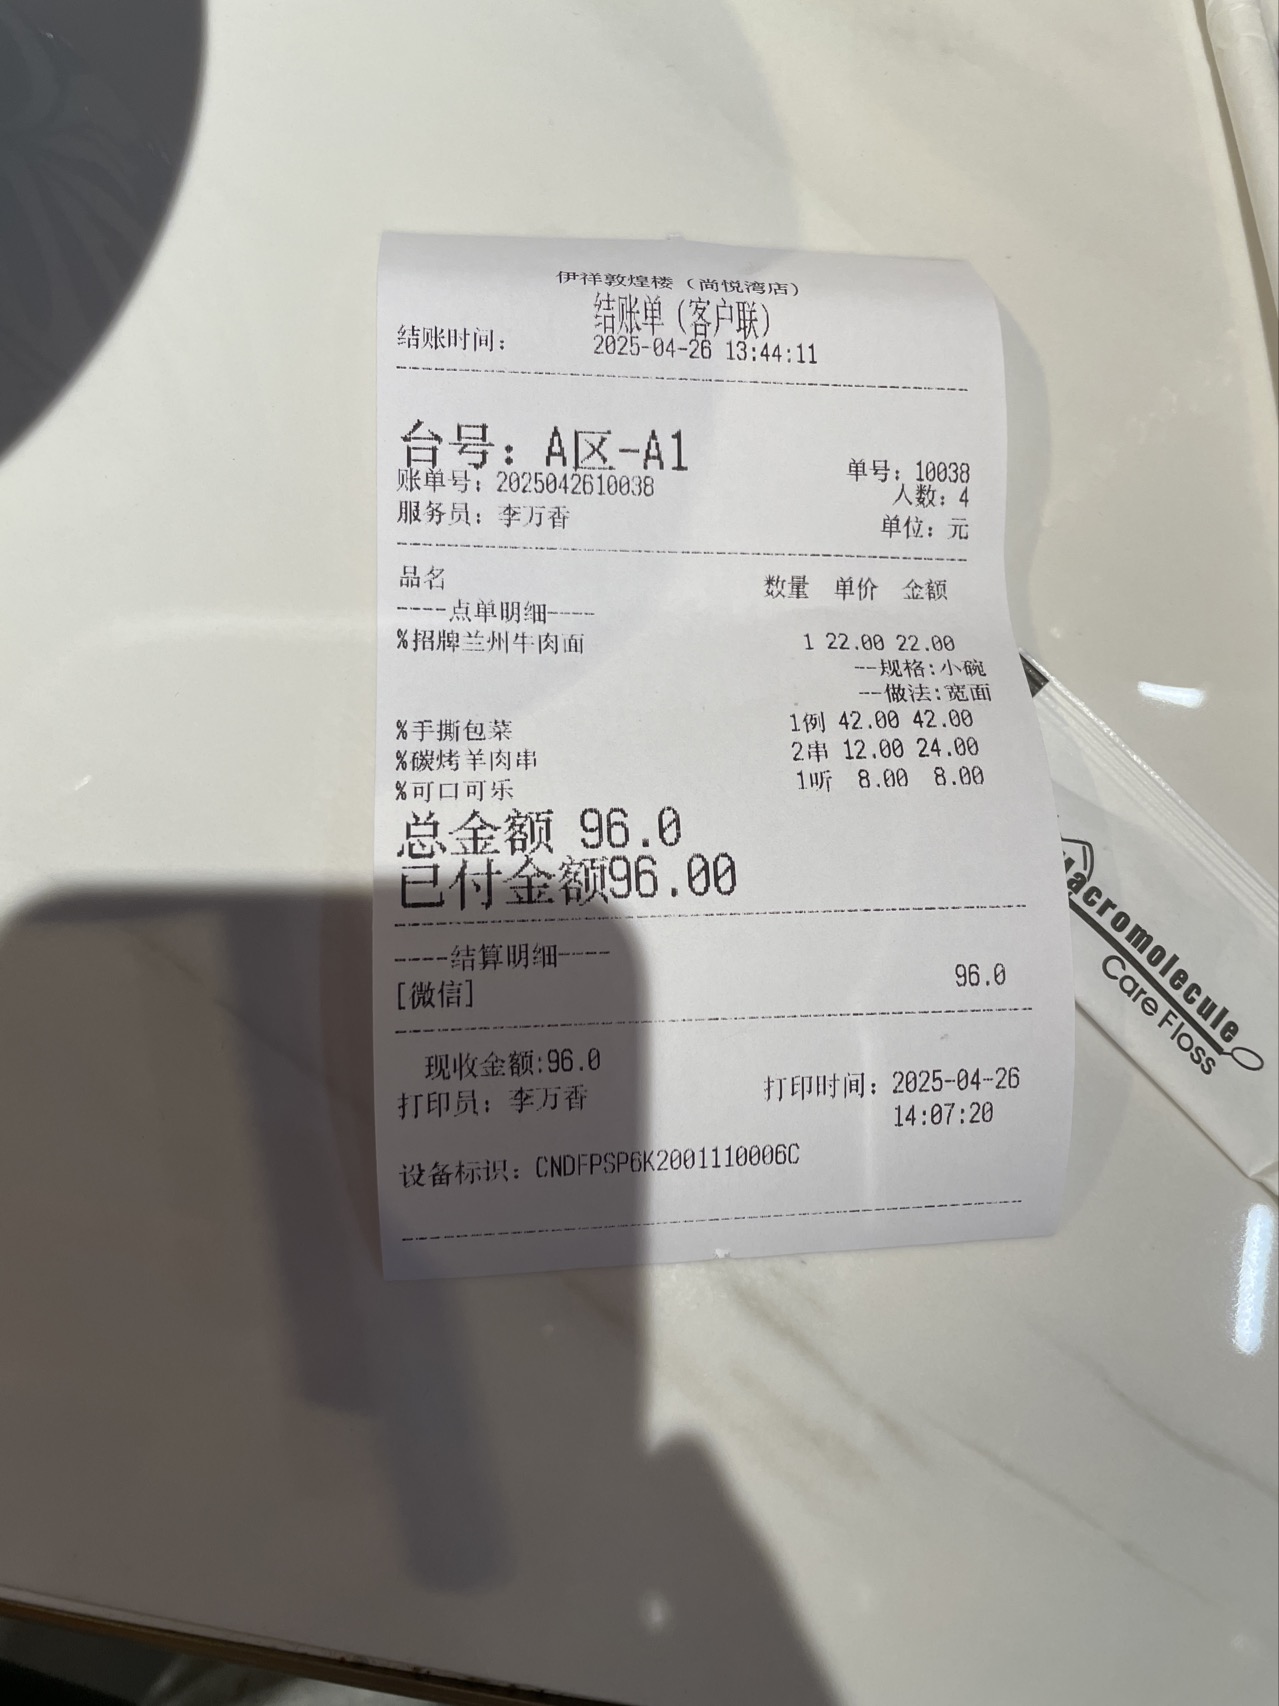 伊祥敦煌楼（尚悦湾店）
结账单（客户联）
结账时间： 2025-04-26 13:44:11
台号：A区-A1
单号：10038
账单号：2025042610038
人数：4
服务员：李万香
单位：元
品名 数量 单价 金额
----点单明细----
%招牌兰州牛肉面 1 22.00 22.00
--规格:小碗
--做法:宽面
%手撕包菜 1例 42.00 42.00
%碳烤羊肉串 2串 12.00 24.00
%可口可乐 1听 8.00 8.00
总金额 96.0
已付金额96.00
----结算明细----
[微信] 96.0
现收金额:96.0
打印员：李万香 打印时间：2025-04-26
14:07:20
设备标识：CNDFPSP6K2001110006C
Macromolecule
Care Floss